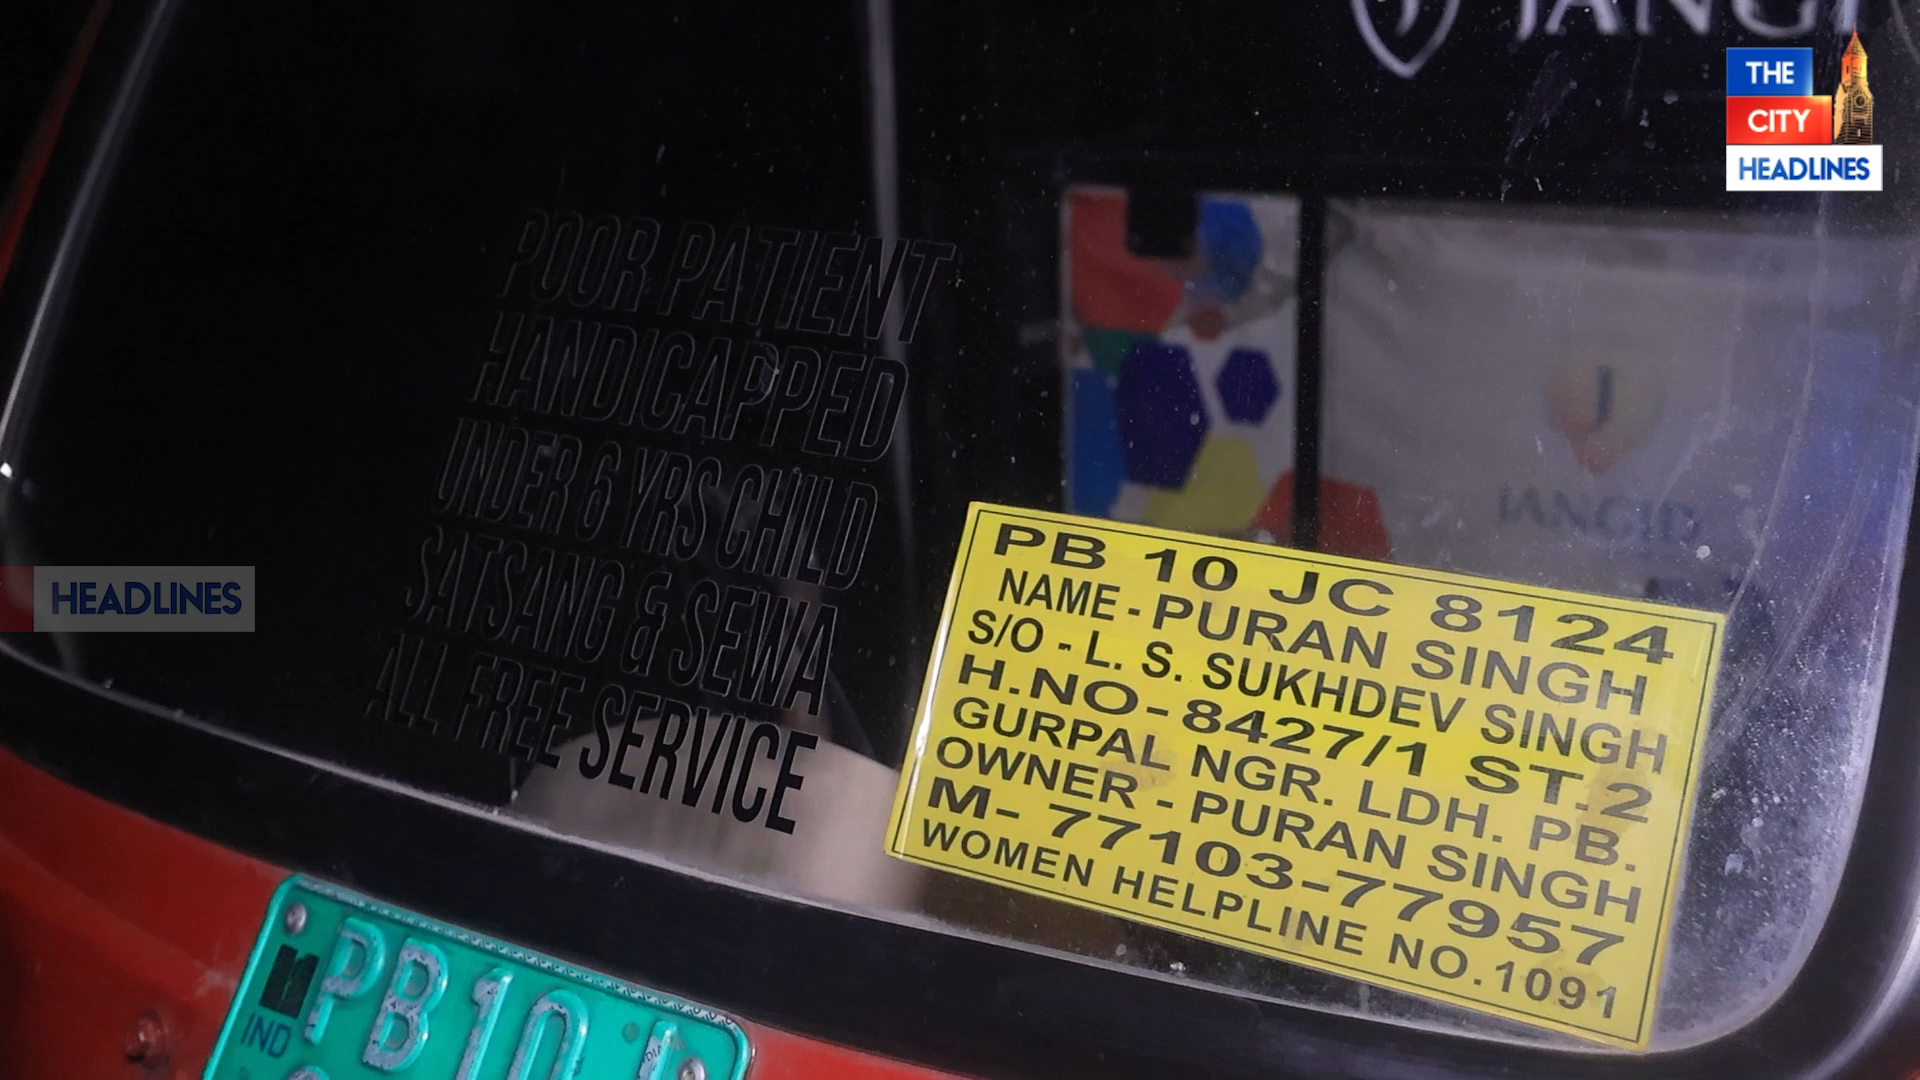 JANGI
THE
CITY
HEADLINES
POOR PATIENT
HANDICAPPED
UNDER 6 YRS CHILD
SATSANG & SEWA
ALL FREE SERVICE
J
JANGID
HEADLINES
PB 10 JC 8124
NAME - PURAN SINGH
S/O - L. S. SUKHDEV SINGH
H.NO-8427/1 ST.2
GURPAL NGR. LDH. PB.
OWNER - PURAN SINGH
M- 77103-77957
WOMEN HELPLINE NO.1091
PB10
IND